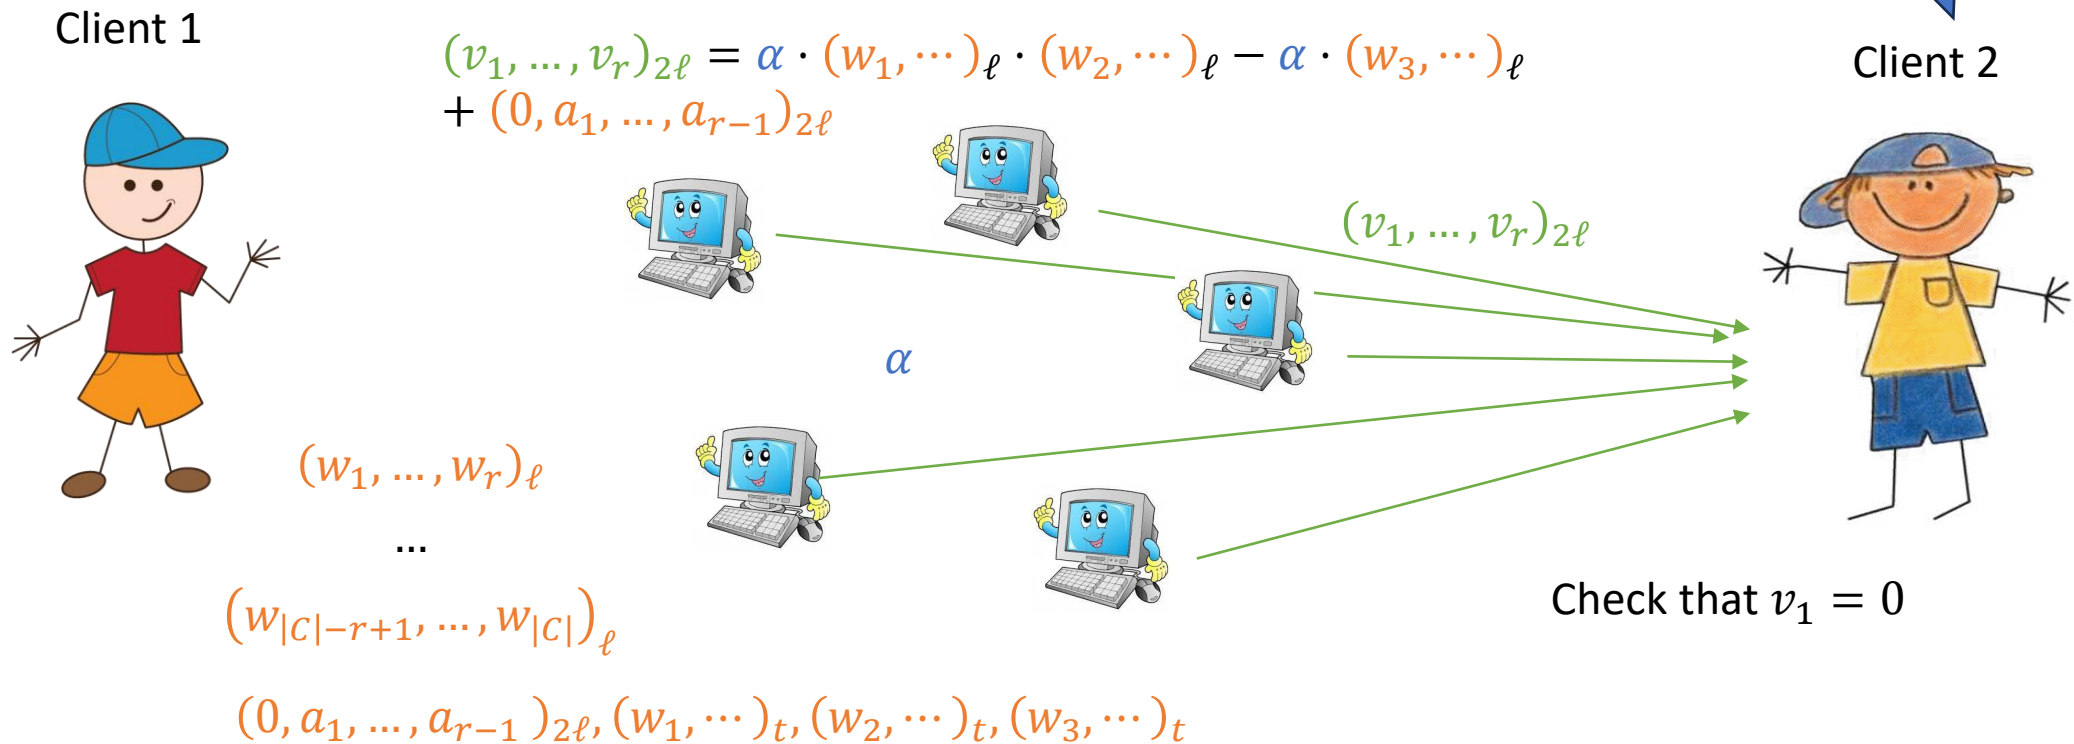 Client 1
(v₁, ..., vᵣ)₂ℓ = α · (w₁, ⋯ )ℓ · (w₂, ⋯ )ℓ − α · (w₃, ⋯ )ℓ
+ (0, a₁, ..., aᵣ₋₁)₂ℓ
Client 2
(v₁, ..., vᵣ)₂ℓ
α
(w₁, ..., wᵣ)ℓ
...
(w|C|−r+1, ..., w|C|)ℓ
Check that v₁ = 0
(0, a₁, ..., aᵣ₋₁ )₂ℓ, (w₁, ⋯ )ₜ, (w₂, ⋯ )ₜ, (w₃, ⋯ )ₜ